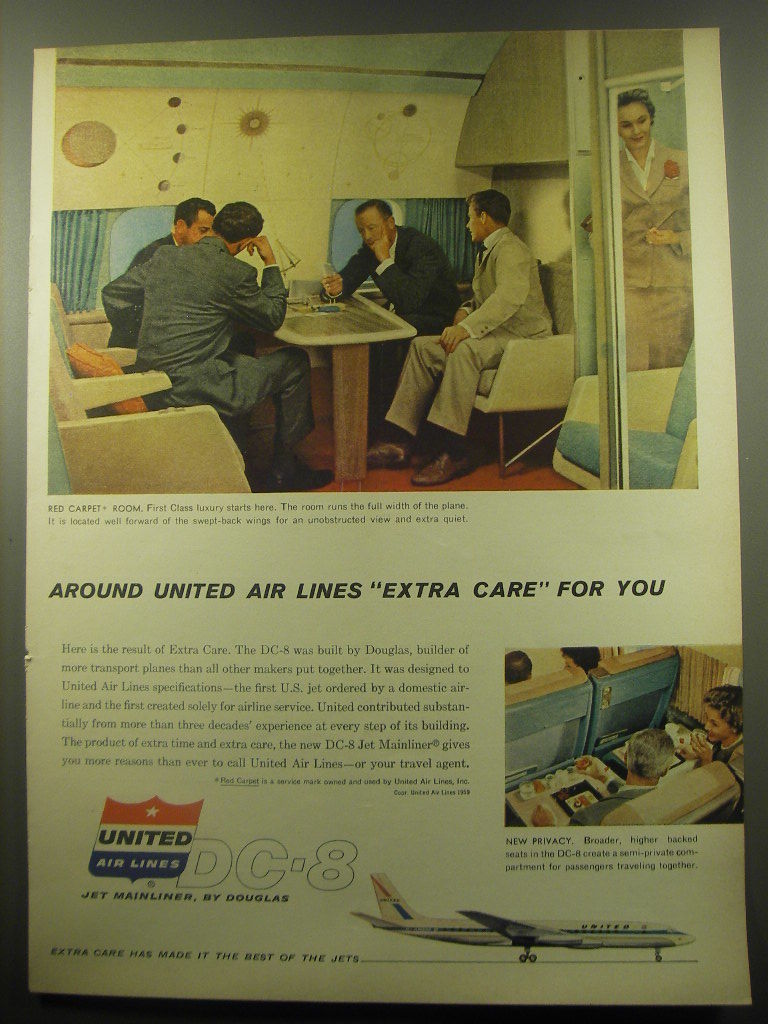 RED CARPET* ROOM. First Class luxury starts here. The room runs the full width of the plane.
It is located well forward of the swept-back wings for an unobstructed view and extra quiet.
AROUND UNITED AIR LINES "EXTRA CARE" FOR YOU
Here is the result of Extra Care. The DC-8 was built by Douglas, builder of
more transport planes than all other makers put together. It was designed to
United Air Lines specifications—the first U.S. jet ordered by a domestic air-
line and the first created solely for airline service. United contributed substan-
tially from more than three decades' experience at every step of its building.
The product of extra time and extra care, the new DC-8 Jet Mainliner® gives
you more reasons than ever to call United Air Lines—or your travel agent.
*Red Carpet is a service mark owned and used by United Air Lines, Inc.
Copr. United Air Lines 1959
NEW PRIVACY. Broader, higher backed
seats in the DC-8 create a semi-private com-
partment for passengers traveling together.
UNITED
AIR LINES
®
DC-8
JET MAINLINER, BY DOUGLAS
UNITED
UNITED
EXTRA CARE HAS MADE IT THE BEST OF THE JETS